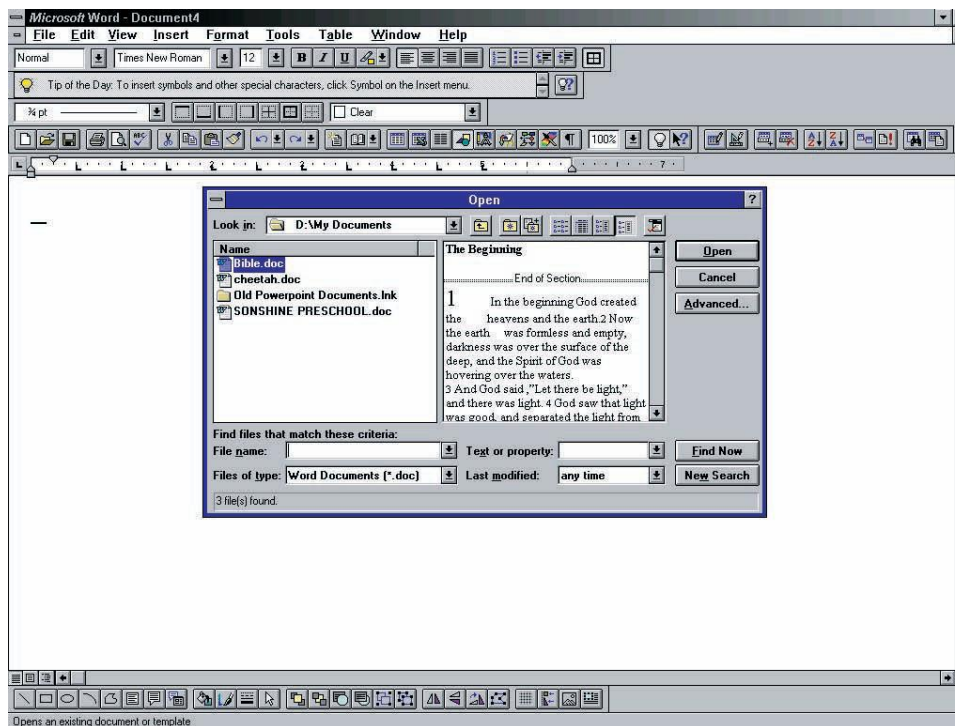 Microsoft Word - Document4
File Edit View Insert Format Tools Table Window Help
Normal Times New Roman 12 B I U
Tip of the Day: To insert symbols and other special characters, click Symbol on the Insert menu.
¾ pt Clear
100%
1 2 3 4 5 7
Open
Look in: D:\My Documents
Name
Bible.doc
cheetah.doc
Old Powerpoint Documents.lnk
SONSHINE PRESCHOOL.doc
The Beginning
End of Section
1 In the beginning God created
the heavens and the earth.2 Now
the earth was formless and empty,
darkness was over the surface of the
deep, and the Spirit of God was
hovering over the waters.
3 And God said ,"Let there be light,"
and there was light. 4 God saw that light
was good, and separated the light from
Open
Cancel
Advanced...
Find files that match these criteria:
File name: Text or property: Find Now
Files of type: Word Documents (*.doc) Last modified: any time New Search
3 file(s) found.
Opens an existing document or template